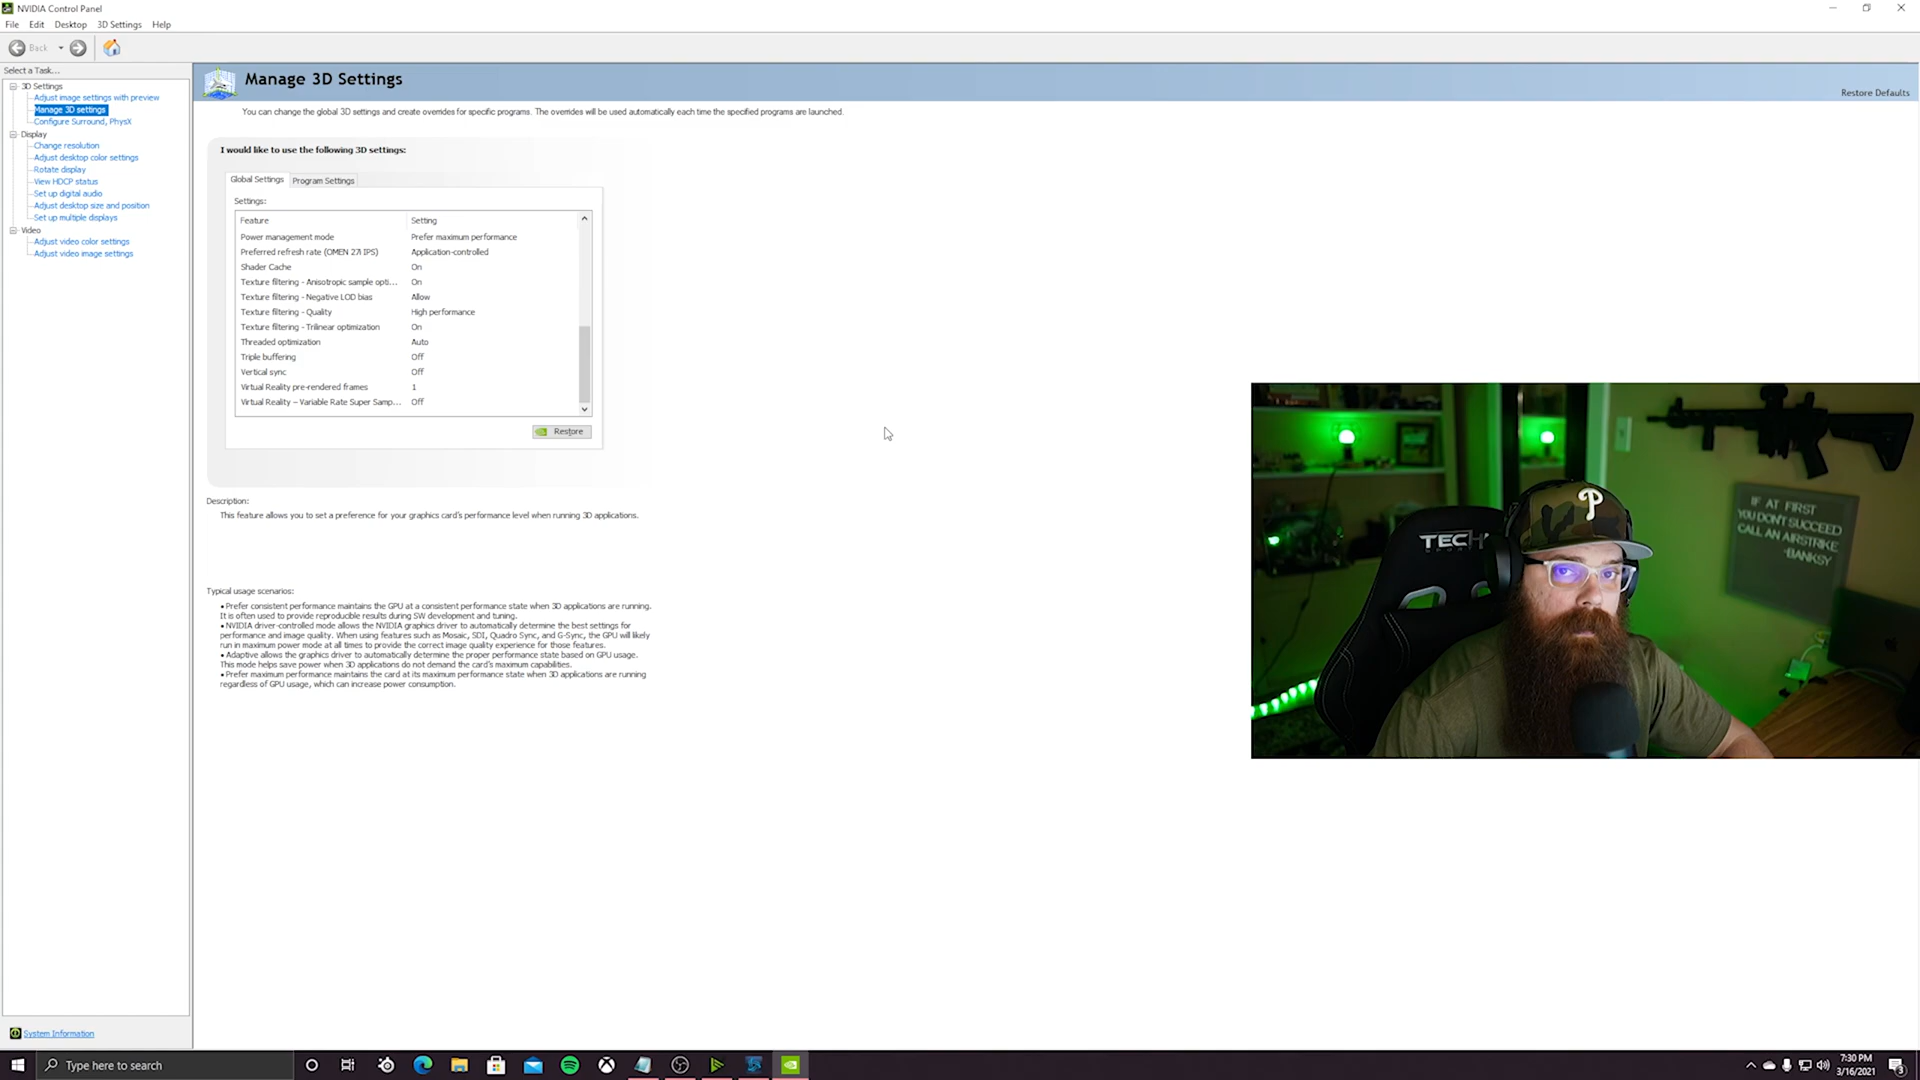 NVIDIA Control Panel
File Edit Desktop 3D Settings Help
Back
Select a Task...
3D Settings
Adjust image settings with preview
Manage 3D settings
Configure Surround, PhysX
Display
Change resolution
Adjust desktop color settings
Rotate display
View HDCP status
Set up digital audio
Adjust desktop size and position
Set up multiple displays
Video
Adjust video color settings
Adjust video image settings
System Information
Manage 3D Settings
Restore Defaults
You can change the global 3D settings and create overrides for specific programs. The overrides will be used automatically each time the specified programs are launched.
I would like to use the following 3D settings:
Global Settings Program Settings
Settings:
Feature Setting
Power management mode Prefer maximum performance
Preferred refresh rate (OMEN 27i IPS) Application-controlled
Shader Cache On
Texture filtering - Anisotropic sample opti... On
Texture filtering - Negative LOD bias Allow
Texture filtering - Quality High performance
Texture filtering - Trilinear optimization On
Threaded optimization Auto
Triple buffering Off
Vertical sync Off
Virtual Reality pre-rendered frames 1
Virtual Reality – Variable Rate Super Samp... Off
Restore
Description:
This feature allows you to set a preference for your graphics card's performance level when running 3D applications.
Typical usage scenarios:
• Prefer consistent performance maintains the GPU at a consistent performance state when 3D applications are running.
It is often used to provide reproducible results during SW development and tuning.
• NVIDIA driver-controlled mode allows the NVIDIA graphics driver to automatically determine the best settings for
performance and image quality. When using features such as Mosaic, SDI, Quadro Sync, and G-Sync, the GPU will likely
run in maximum power mode at all times to provide the correct image quality experience for those features.
• Adaptive allows the graphics driver to automatically determine the proper performance state based on GPU usage.
This mode helps save power when 3D applications do not demand the card's maximum capabilities.
• Prefer maximum performance maintains the card at its maximum performance state when 3D applications are running
regardless of GPU usage, which can increase power consumption.
P
TECH
IF AT FIRST
YOU DON'T SUCCEED
CALL AN AIRSTRIKE
-BANKSY
Type here to search
7:30 PM
3/16/2021
3